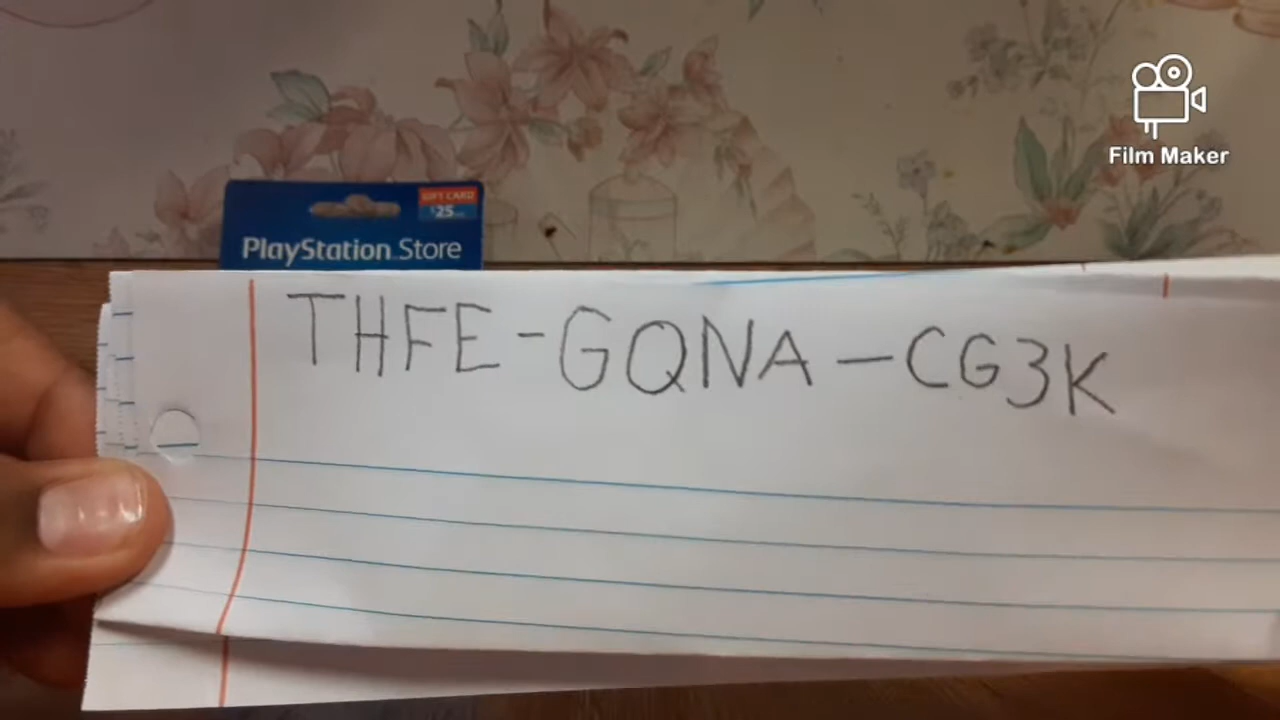 Film Maker
GIFT CARD
$25
PlayStation Store
THFE-GQNA-CG3K